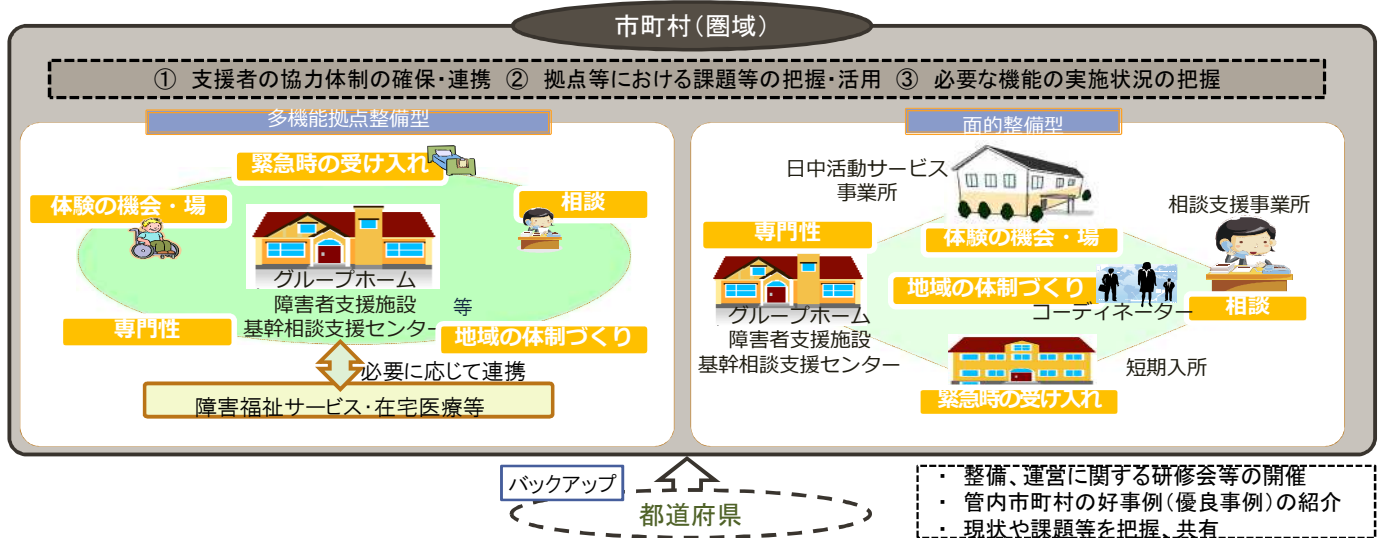 市町村(圏域)
① 支援者の協力体制の確保・連携 ② 拠点等における課題等の把握・活用 ③ 必要な機能の実施状況の把握
多機能拠点整備型
緊急時の受け入れ
体験の機会・場
相談
グループホーム
障害者支援施設
基幹相談支援センター
等
専門性
地域の体制づくり
必要に応じて連携
障害福祉サービス・在宅医療等
面的整備型
日中活動サービス
事業所
相談支援事業所
専門性
体験の機会・場
地域の体制づくり
コーディネーター
相談
グループホーム
障害者支援施設
基幹相談支援センター
短期入所
緊急時の受け入れ
バックアップ
都道府県
・ 整備、運営に関する研修会等の開催
・ 管内市町村の好事例(優良事例)の紹介
・ 現状や課題等を把握、共有